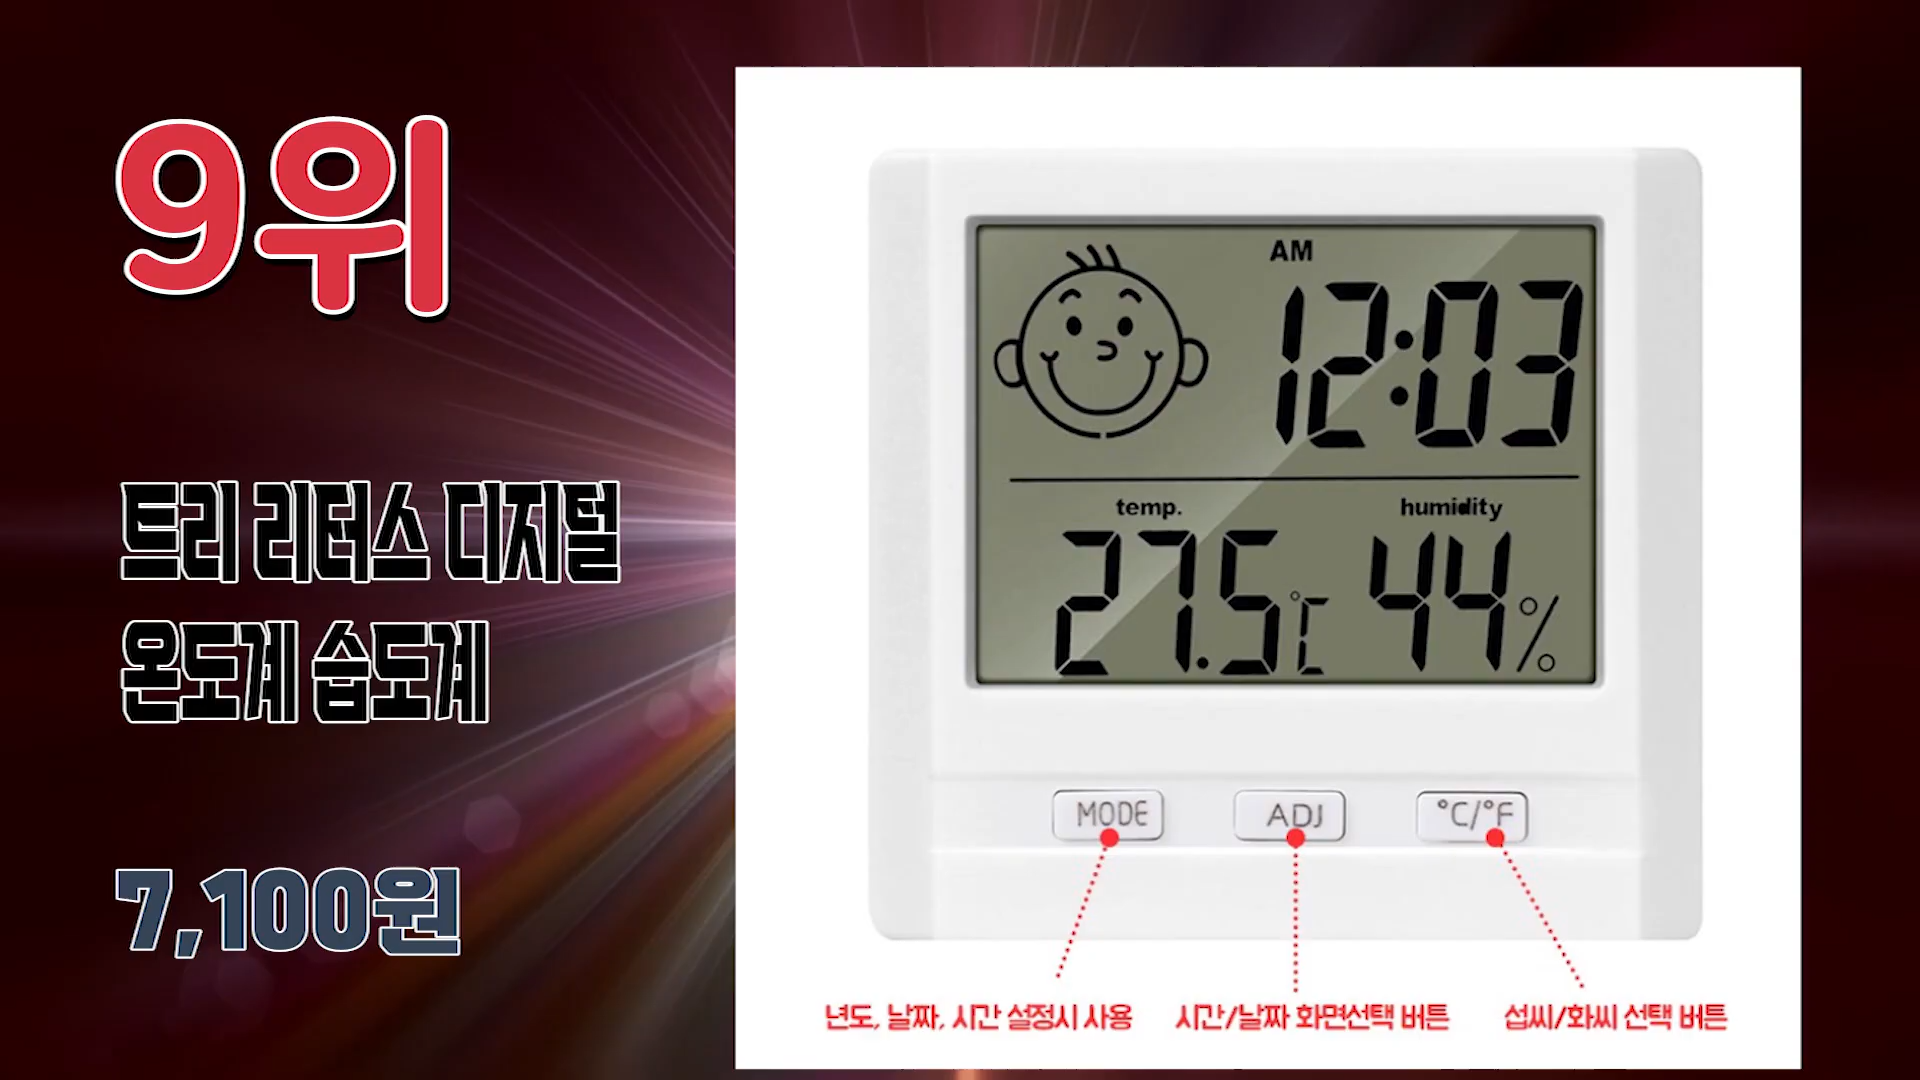 9위
트리 리터스 디지털
온도계 습도계
7,100원
AM
12:03
temp. humidity
27.5℃ 44%
MODE ADJ °C/°F
년도, 날짜, 시간 설정시 사용 시간/날짜 화면선택 버튼 섭씨/화씨 선택 버튼